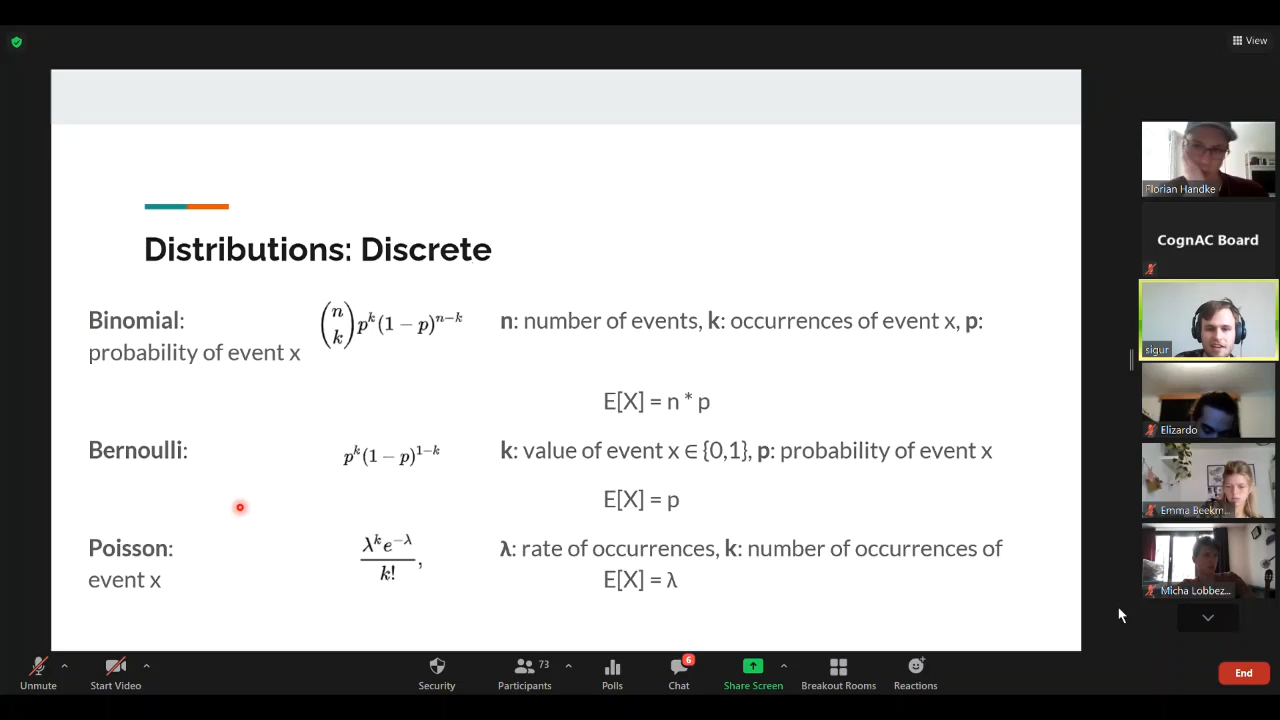 View
Distributions: Discrete
Binomial: \binom{n}{k} p^k (1 − p)^{n−k} n: number of events, k: occurrences of event x, p:
probability of event x
E[X] = n * p
Bernoulli: p^k (1 − p)^{1−k} k: value of event x ∈ {0,1}, p: probability of event x
E[X] = p
Poisson: \frac{λ^k e^{−λ}}{k!}, λ: rate of occurrences, k: number of occurrences of
event x E[X] = λ
Florian Handke
CognAC Board
sigur
Elizardo
Emma Beekm...
Micha Lobbez...
Unmute
Start Video
Security
Participants 73
Polls
Chat 6
Share Screen
Breakout Rooms
Reactions
End